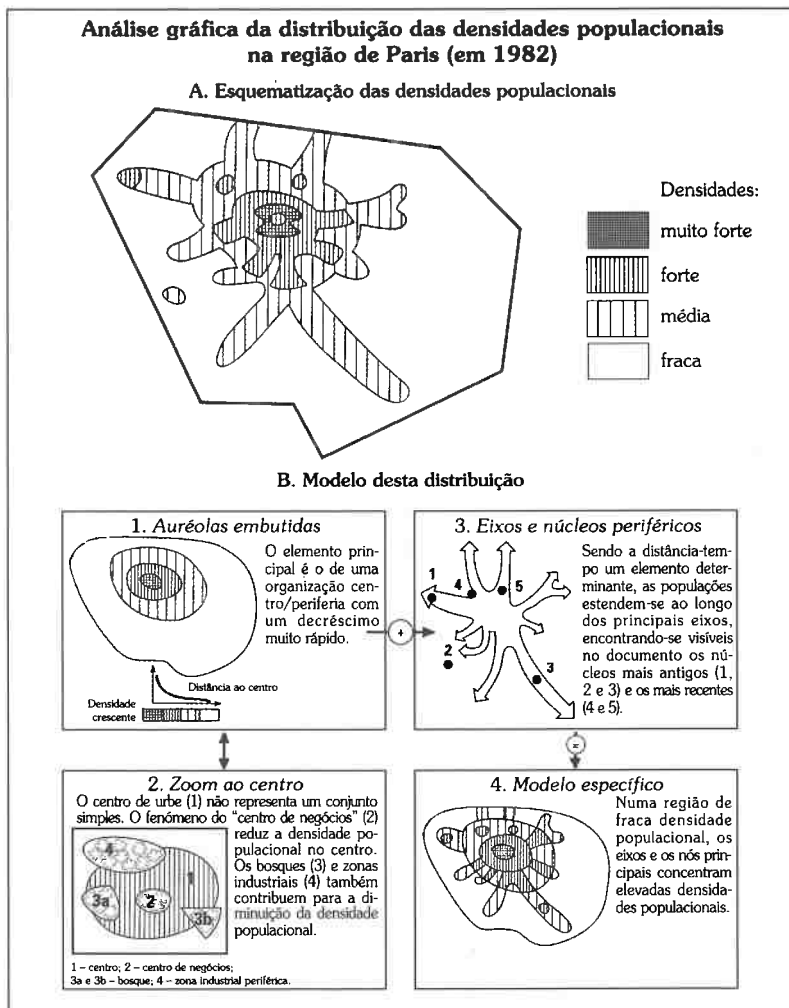 Análise gráfica da distribuição das densidades populacionais
na região de Paris (em 1982)
A. Esquematização das densidades populacionais
Densidades:
muito forte
forte
média
fraca
B. Modelo desta distribuição
1. Auréolas embutidas
O elemento prin-
cipal é o de uma
organização cen-
tro/periferia com
um decréscimo
muito rápido.
Distância ao centro
Densidade
crescente
+
3. Eixos e núcleos periféricos
Sendo a distância-tem-
po um elemento deter-
minante, as populações
estendem-se ao longo
dos principais eixos,
encontrando-se visíveis
no documento os nú-
cleos mais antigos (1,
2 e 3) e os mais recentes
(4 e 5).
1
4
5
2
3
=
2. Zoom ao centro
O centro de urbe (1) não representa um conjunto
simples. O fenómeno do "centro de negócios" (2)
reduz a densidade po-
pulacional no centro.
Os bosques (3) e zonas
industriais (4) também
contribuem para a di-
minuição da densidade
populacional.
4
1
3a
2
3b
1 – centro; 2 – centro de negócios;
3a e 3b – bosque; 4 – zona industrial periférica.
4. Modelo específico
Numa região de
fraca densidade
populacional, os
eixos e os nós prin-
cipais concentram
elevadas densida-
des populacionais.